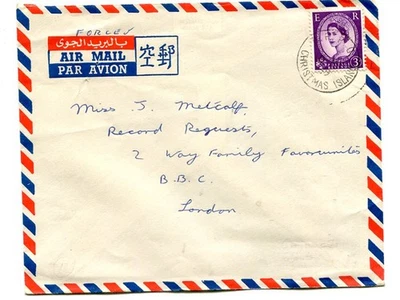 FORCES
بالبريد الجوى
AIR MAIL
PAR AVION
空郵
E R
3
CHRISTMAS ISLAND
Miss J. Metcalf,
Record Requests,
2 Way Family Favourites
B.B.C.
London